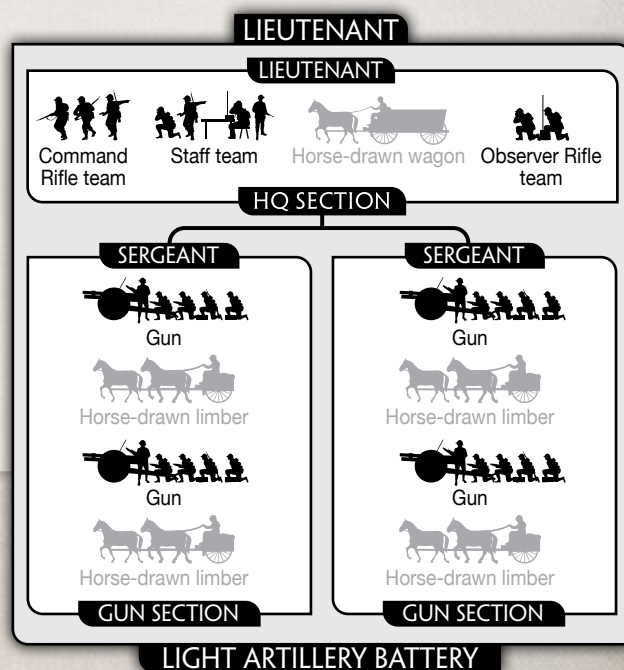 LIEUTENANT
LIEUTENANT
Command
Rifle team
Staff team
Horse-drawn wagon
Observer Rifle
team
HQ SECTION
SERGEANT
Gun
Horse-drawn limber
Gun
Horse-drawn limber
GUN SECTION
SERGEANT
Gun
Horse-drawn limber
Gun
Horse-drawn limber
GUN SECTION
LIGHT ARTILLERY BATTERY